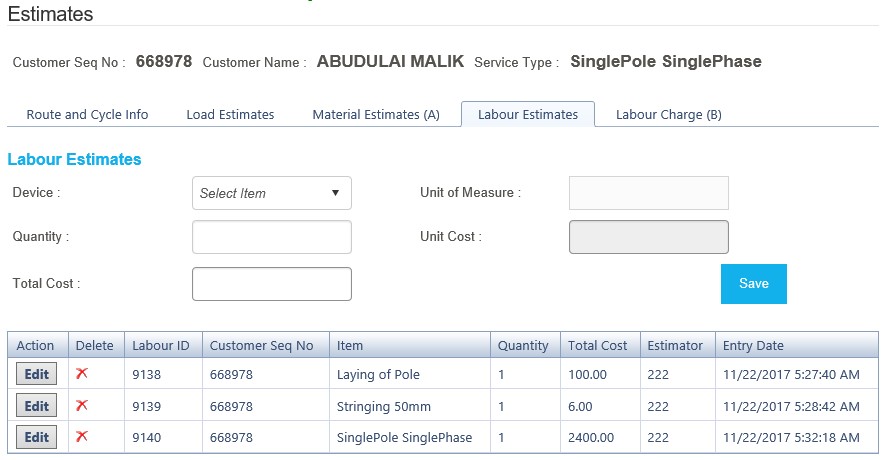 Estimates
Customer Seq No : 668978 Customer Name : ABUDULAI MALIK Service Type : SinglePole SinglePhase
Route and Cycle Info Load Estimates Material Estimates (A) Labour Estimates Labour Charge (B)
Labour Estimates
Device : Select Item Unit of Measure :
Quantity : Unit Cost :
Total Cost : Save
Action Delete Labour ID Customer Seq No Item Quantity Total Cost Estimator Entry Date
Edit 9138 668978 Laying of Pole 1 100.00 222 11/22/2017 5:27:40 AM
Edit 9139 668978 Stringing 50mm 1 6.00 222 11/22/2017 5:28:42 AM
Edit 9140 668978 SinglePole SinglePhase 1 2400.00 222 11/22/2017 5:32:18 AM